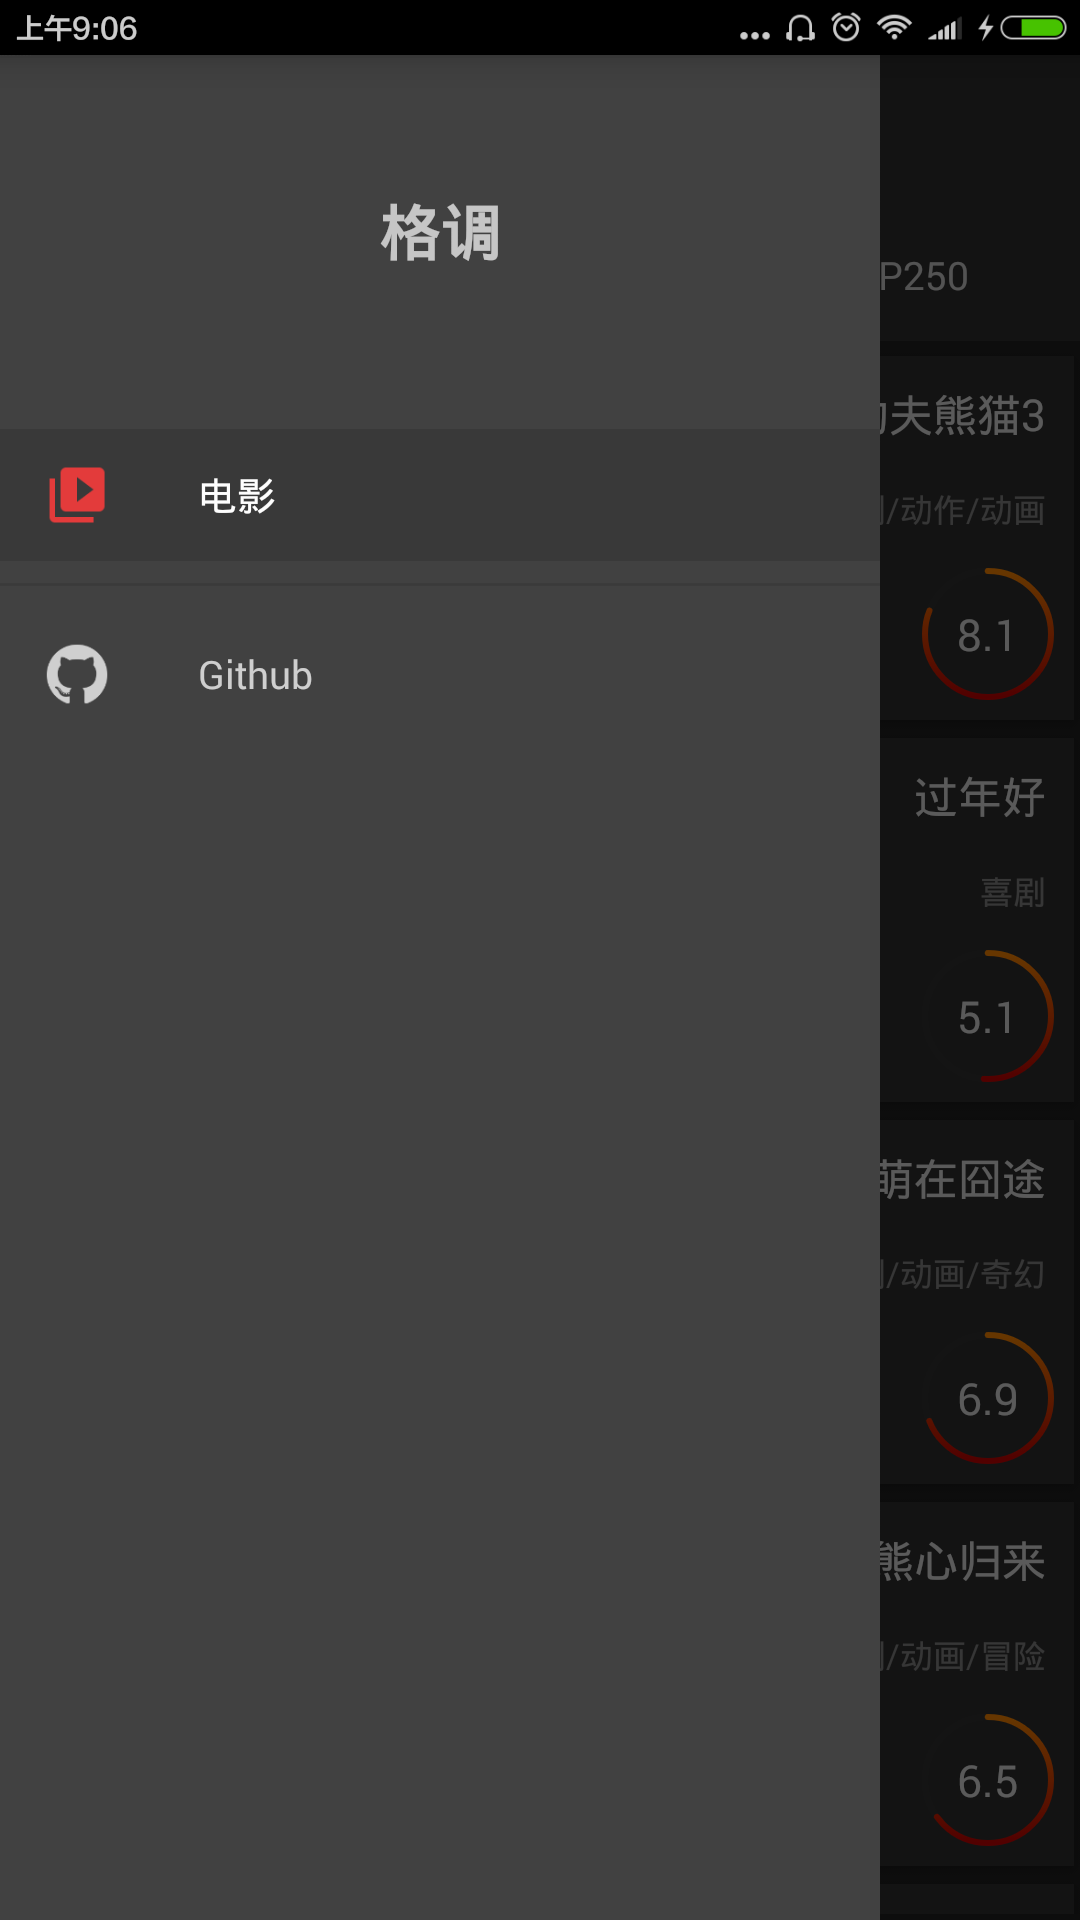 上午9:06
格调
电影
Github
P250
夫熊猫3
/动作/动画
8.1
过年好
喜剧
5.1
萌在囧途
/动画/奇幻
6.9
熊心归来
/动画/冒险
6.5